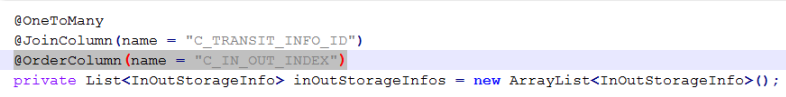 @OneToMany
@JoinColumn(name = "C_TRANSIT_INFO_ID")
@OrderColumn(name = "C_IN_OUT_INDEX")
private List<InOutStorageInfo> inOutStorageInfos = new ArrayList<InOutStorageInfo>();